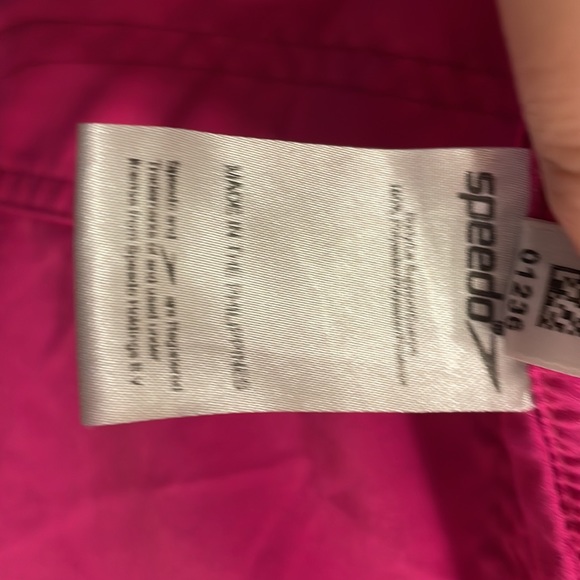 speedo
MADE IN THE PHILIPPINES
Speedo and are Registered
Trademarks of and used under
license from Speedo Holdings B.V.
01236